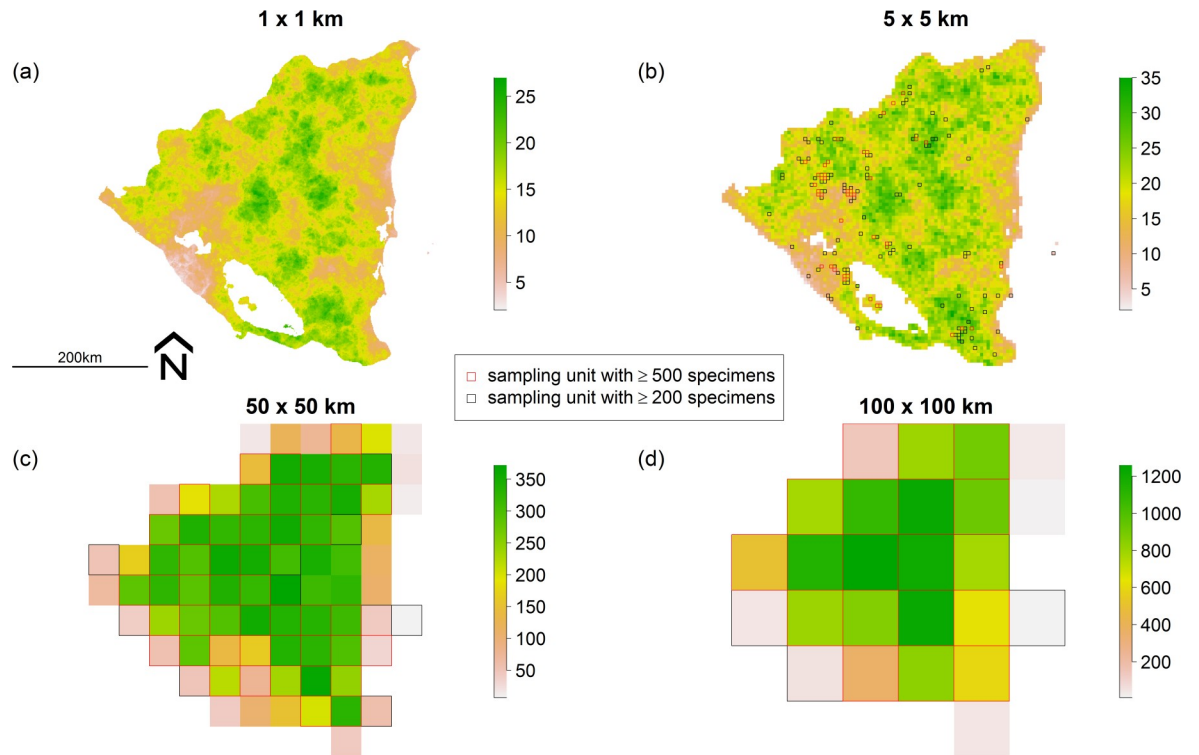 1 x 1 km
5 x 5 km
(a)
25
20
15
10
5
(b)
35
30
25
20
15
10
5
200km
N
sampling unit with ≥ 500 specimens
sampling unit with ≥ 200 specimens
50 x 50 km
100 x 100 km
(c)
350
300
250
200
150
100
50
(d)
1200
1000
800
600
400
200